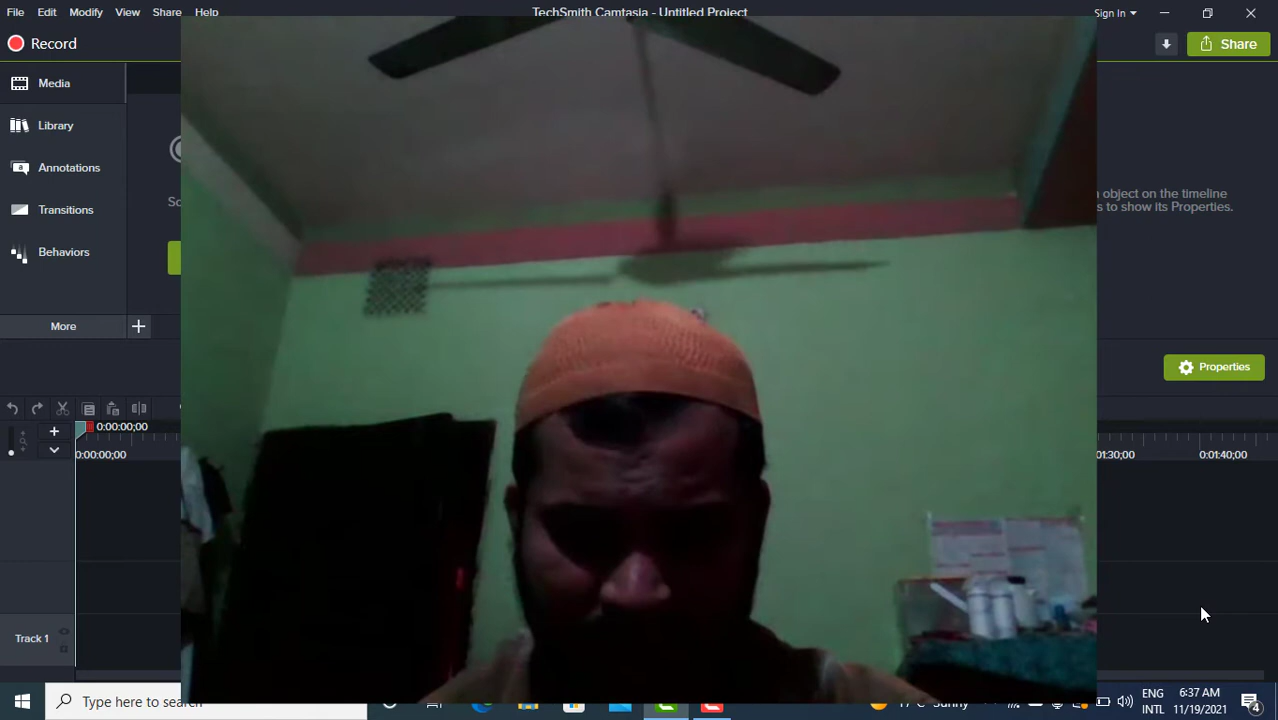 File Edit Modify View Share Help TechSmith Camtasia - Untitled Project Sign In
Record Share
Media
Library
Annotations
Transitions
Behaviors
More
object on the timeline
to show its Properties.
Properties
0:00:00;00
0:00:00;00 01:30;00 0:01:40;00
Track 1
Type here to search
17°C Sunny
ENG
INTL
6:37 AM
11/19/2021
4